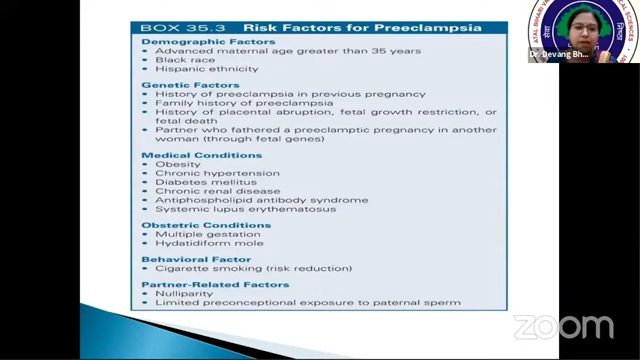 BOX 35.3 Risk Factors for Preeclampsia
Demographic Factors
• Advanced maternal age greater than 35 years
• Black race
• Hispanic ethnicity
Genetic Factors
• History of preeclampsia in previous pregnancy
• Family history of preeclampsia
• History of placental abruption, fetal growth restriction, or
fetal death
• Partner who fathered a preeclamptic pregnancy in another
woman (through fetal genes)
Medical Conditions
• Obesity
• Chronic hypertension
• Diabetes mellitus
• Chronic renal disease
• Antiphospholipid antibody syndrome
• Systemic lupus erythematosus
Obstetric Conditions
• Multiple gestation
• Hydatidiform mole
Behavioral Factor
• Cigarette smoking (risk reduction)
Partner-Related Factors
• Nulliparity
• Limited preconceptional exposure to paternal sperm
ATAL BIHARI
Dr. Devang Bh...
zoom